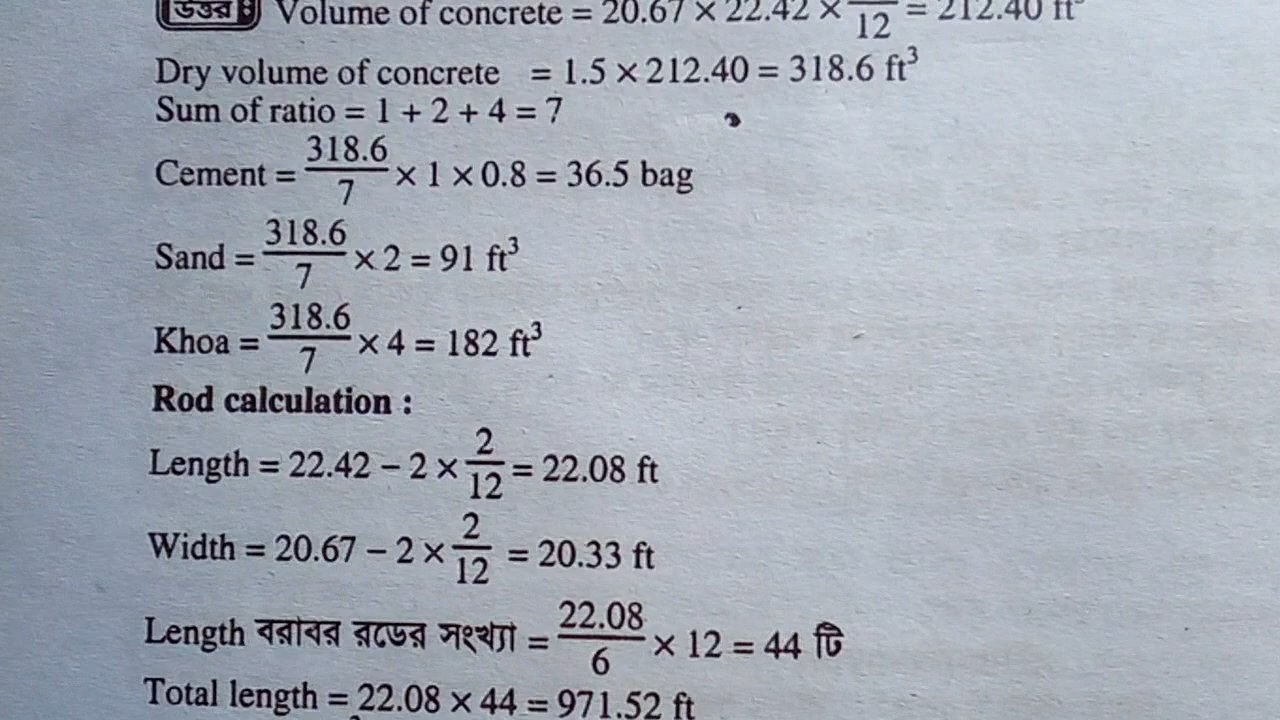 উত্তর : Volume of concrete = 20.67 × 22.42 × /12 = 212.40 ft³
Dry volume of concrete = 1.5 × 212.40 = 318.6 ft³
Sum of ratio = 1 + 2 + 4 = 7
Cement = 318.6/7 × 1 × 0.8 = 36.5 bag
Sand = 318.6/7 × 2 = 91 ft³
Khoa = 318.6/7 × 4 = 182 ft³
Rod calculation :
Length = 22.42 − 2 × 2/12 = 22.08 ft
Width = 20.67 − 2 × 2/12 = 20.33 ft
Length বরাবর রডের সংখ্যা = 22.08/6 × 12 = 44 টি
Total length = 22.08 × 44 = 971.52 ft